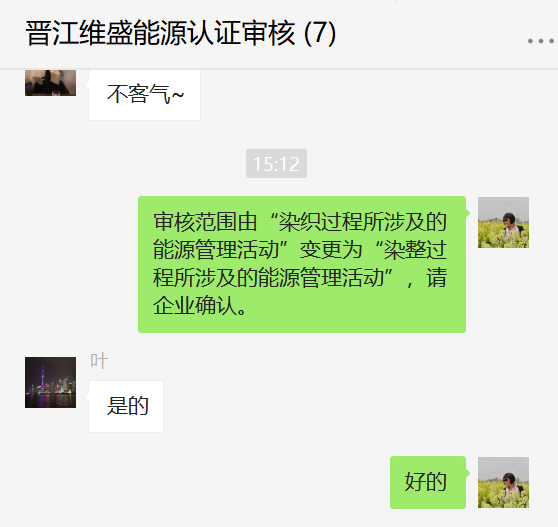 晋江维盛能源认证审核 (7)
不客气~
15:12
审核范围由“染织过程所涉及的
能源管理活动”变更为“染整过
程所涉及的能源管理活动”，请
企业确认。
叶
是的
好的